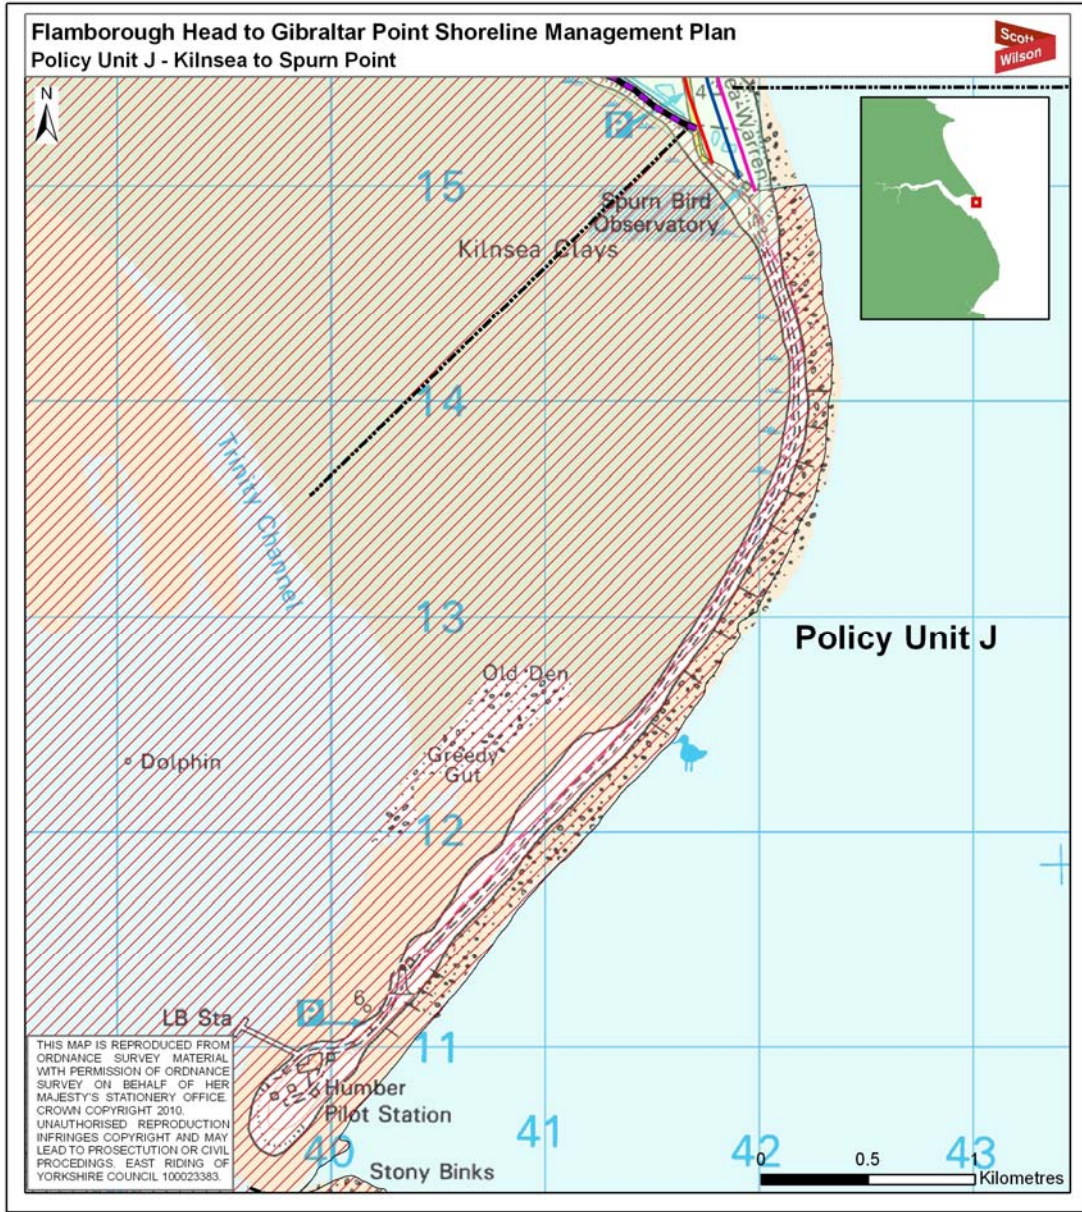 Flamborough Head to Gibraltar Point Shoreline Management Plan
Policy Unit J - Kilnsea to Spurn Point
Scott
Wilson
N
4
P
Warren
15
Spurn Bird
Observatory
Kilnsea Clays
14
Trinity Channel
13
Policy Unit J
Old Den
Greedy
Gut
Dolphin
12
6
P
LB Sta
11
Humber
Pilot Station
41
40
42
43
Stony Binks
0
0.5
1
Kilometres
THIS MAP IS REPRODUCED FROM
ORDNANCE SURVEY MATERIAL
WITH PERMISSION OF ORDNANCE
SURVEY ON BEHALF OF HER
MAJESTY'S STATIONERY OFFICE.
CROWN COPYRIGHT 2010.
UNAUTHORISED REPRODUCTION
INFRINGES COPYRIGHT AND MAY
LEAD TO PROSECTUTION OR CIVIL
PROCEDINGS. EAST RIDING OF
YORKSHIRE COUNCIL 100023383.